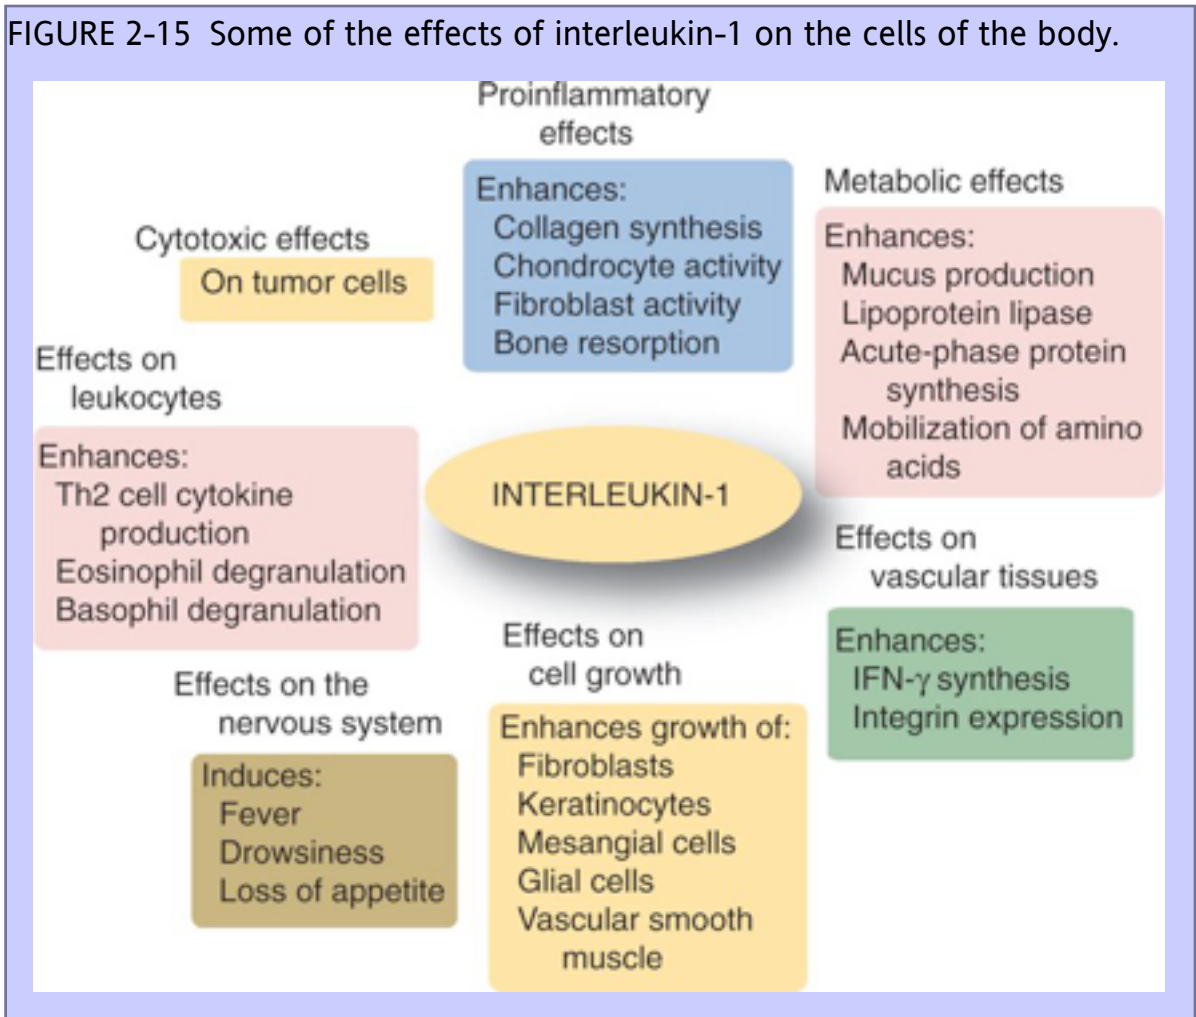 FIGURE 2-15 Some of the effects of interleukin-1 on the cells of the body.
Proinflammatory
effects
Enhances:
Collagen synthesis
Chondrocyte activity
Fibroblast activity
Bone resorption
Metabolic effects
Enhances:
Mucus production
Lipoprotein lipase
Acute-phase protein
synthesis
Mobilization of amino
acids
Cytotoxic effects
On tumor cells
Effects on
leukocytes
Enhances:
Th2 cell cytokine
production
Eosinophil degranulation
Basophil degranulation
INTERLEUKIN-1
Effects on
vascular tissues
Enhances:
IFN-γ synthesis
Integrin expression
Effects on the
nervous system
Induces:
Fever
Drowsiness
Loss of appetite
Effects on
cell growth
Enhances growth of:
Fibroblasts
Keratinocytes
Mesangial cells
Glial cells
Vascular smooth
muscle